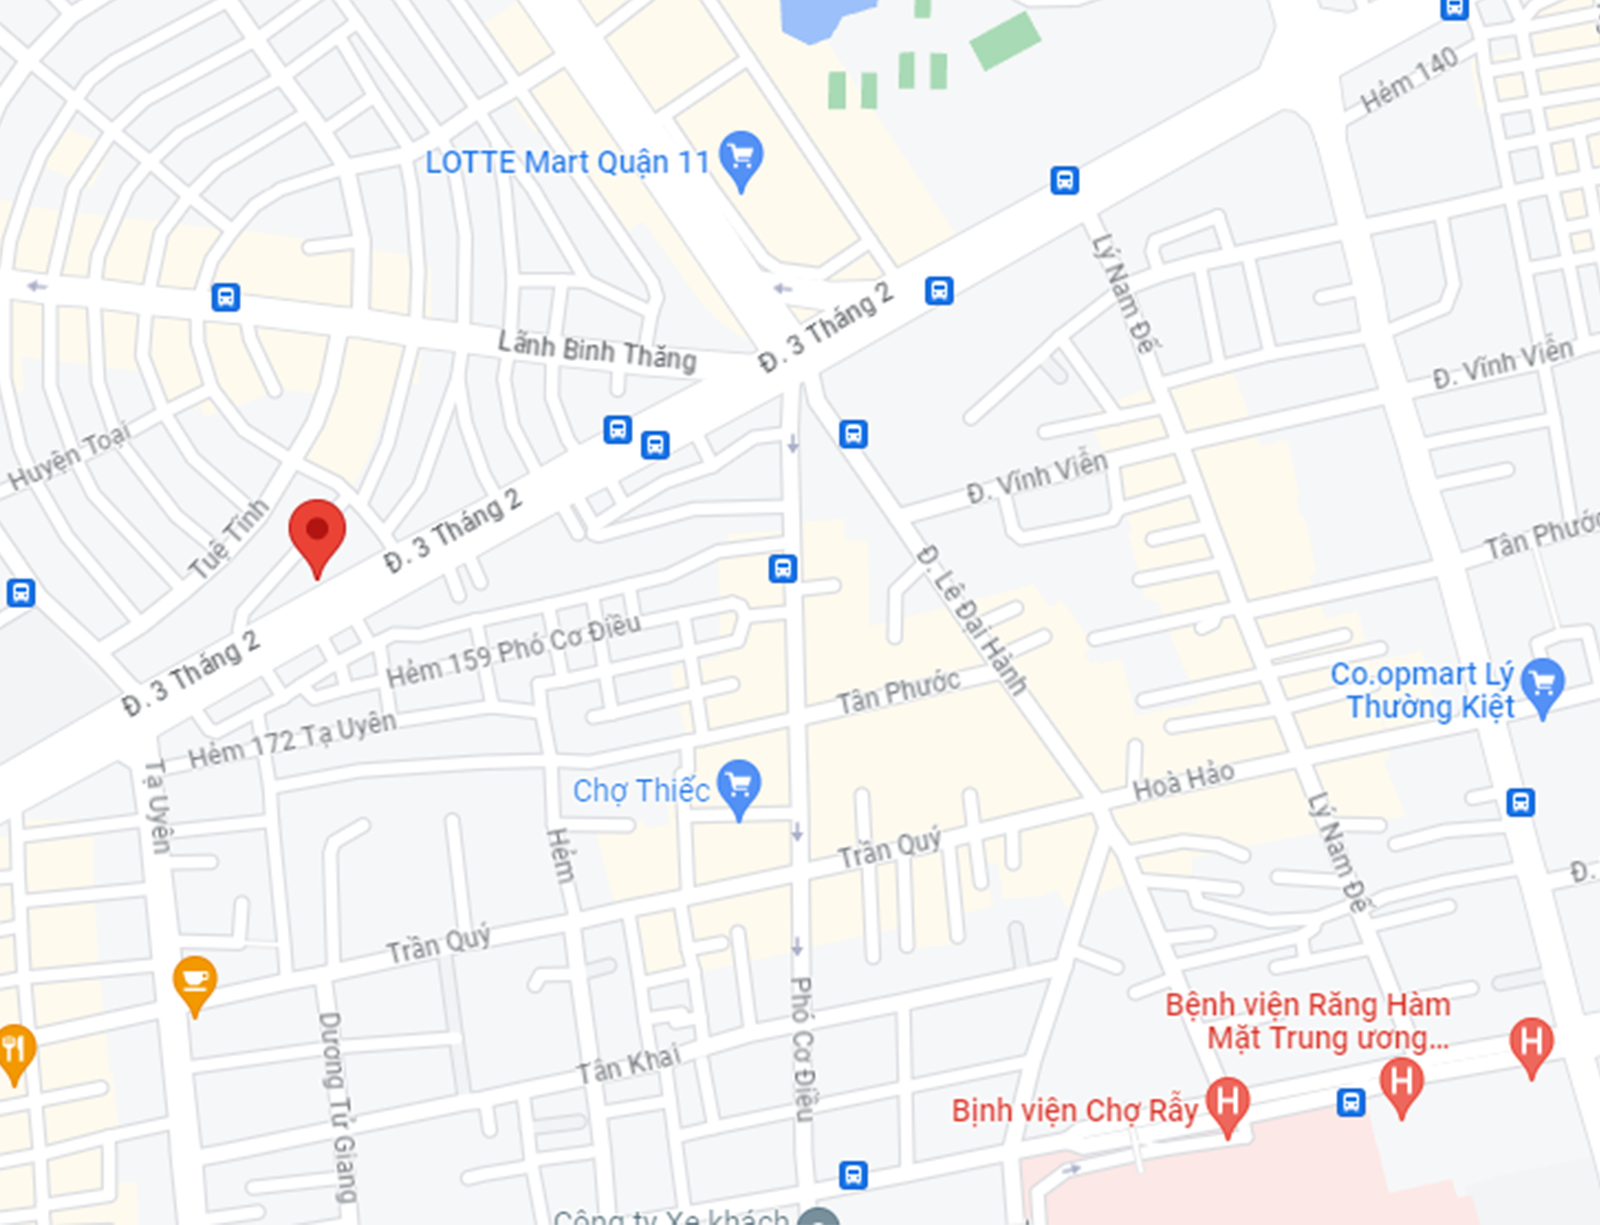 Hẻm 140
LOTTE Mart Quận 11
Lý Nam Đế
Đ. 3 Tháng 2
Lãnh Binh Thăng
Đ. Vĩnh Viễn
Huyện Toại
Đ. Vĩnh Viễn
Tuệ Tĩnh
Đ. 3 Tháng 2
Tân Phước
Đ. Lê Đại Hành
Hẻm 159 Phó Cơ Điều
Đ. 3 Tháng 2
Tân Phước
Co.opmart Lý
Thường Kiệt
Hẻm 172 Tạ Uyên
Tạ Uyên
Chợ Thiếc
Hoà Hảo
Lý Nam Đế
Hẻm
Trần Quý
Đ.
Trần Quý
Phó Cơ Điều
Dương Tử Giang
Bệnh viện Răng Hàm
Mặt Trung ương...
Tân Khai
Bịnh viện Chợ Rẫy
Công ty Xe khách